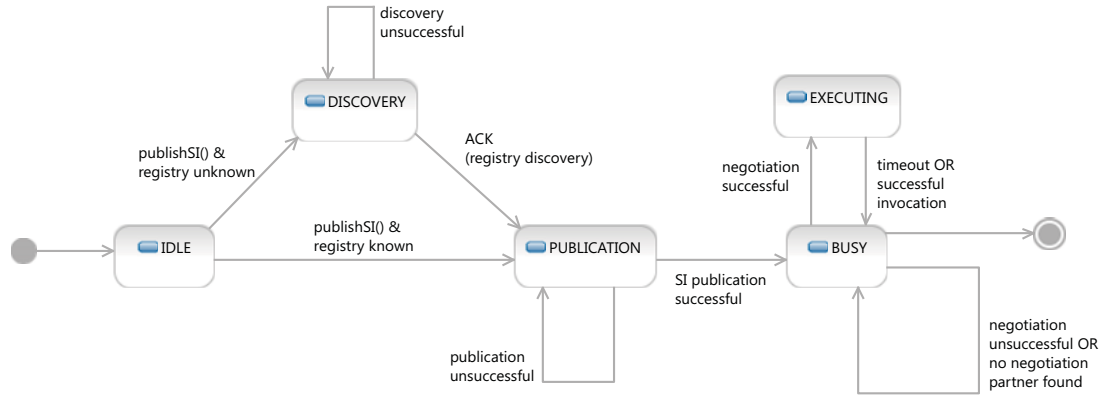 discovery
unsuccessful
DISCOVERY
EXECUTING
publishSI() &
registry unknown
ACK
(registry discovery)
negotiation
successful
timeout OR
successful
invocation
publishSI() &
registry known
IDLE
PUBLICATION
BUSY
SI publication
successful
publication
unsuccessful
negotiation
unsuccessful OR
no negotiation
partner found